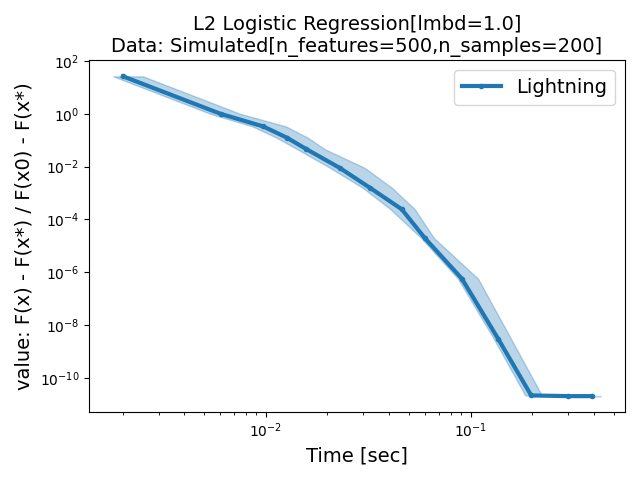 L2 Logistic Regression[lmbd=1.0]
Data: Simulated[n_features=500,n_samples=200]
Lightning
value: F(x) - F(x*) / F(x0) - F(x*)
10^2
10^0
10^-2
10^-4
10^-6
10^-8
10^-10
10^-2
10^-1
Time [sec]